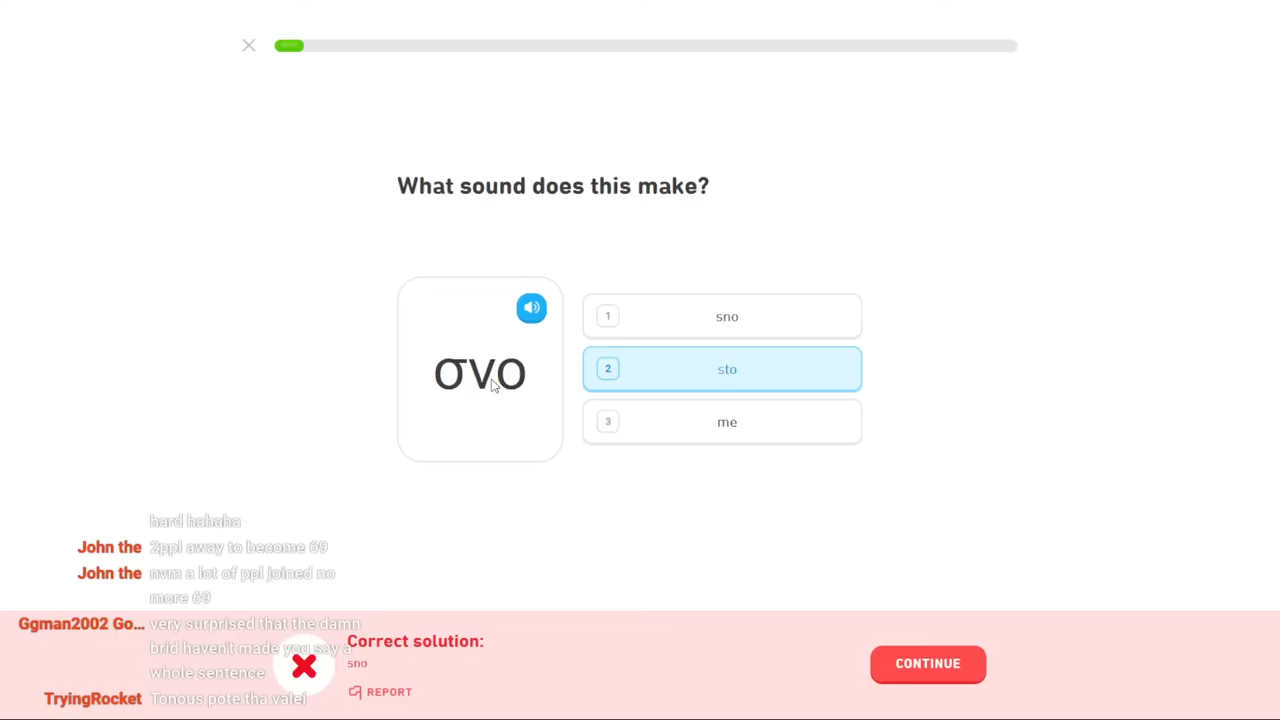 What sound does this make?
σνο
1 sno
2 sto
3 me
hard hahaha
John the 2ppl away to become 69
John the nvm a lot of ppl joined no
more 69
Ggman2002 Go... very surprised that the damn
brid haven't made you say a
whole sentence
TryingRocket Tonous pote tha valei
Correct solution:
sno
REPORT
CONTINUE